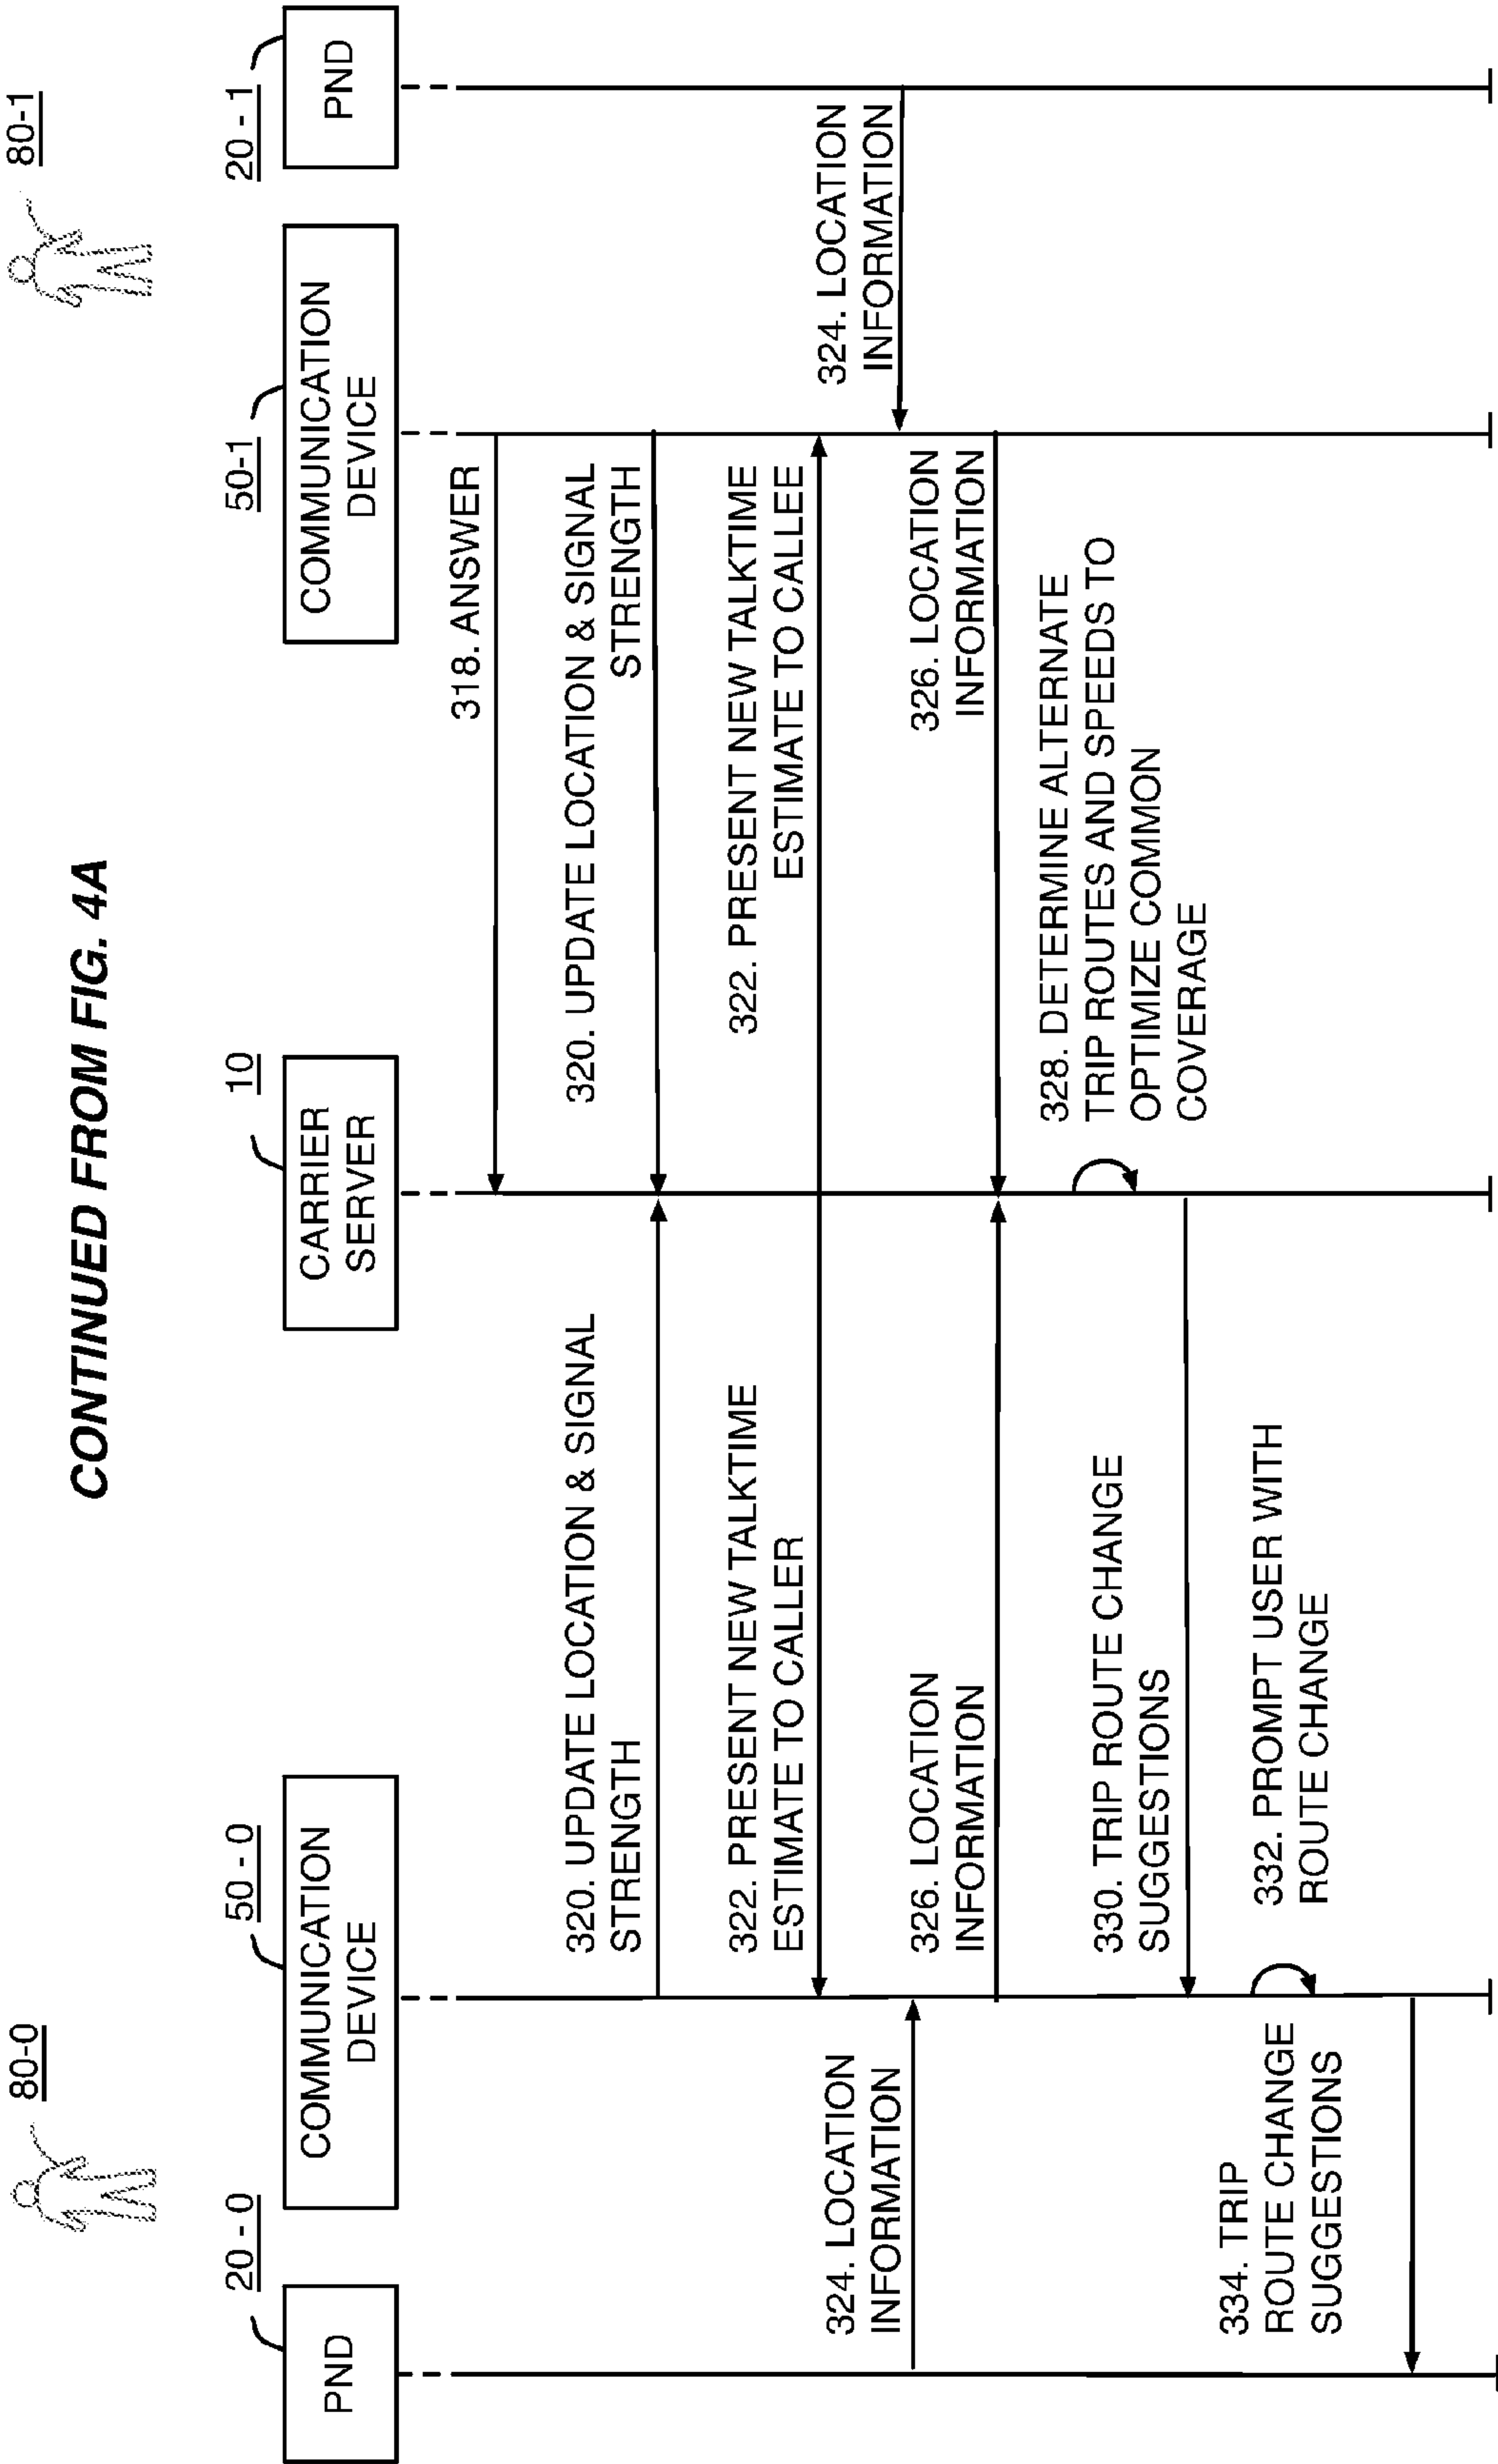 CONTINUED FROM FIG. 4A
80-0
80-1
20 - 0
50 - 0
10
50-1
20 - 1
PND
COMMUNICATION
DEVICE
CARRIER
SERVER
COMMUNICATION
DEVICE
PND
318. ANSWER
320. UPDATE LOCATION & SIGNAL
STRENGTH
320. UPDATE LOCATION & SIGNAL
STRENGTH
322. PRESENT NEW TALKTIME
ESTIMATE TO CALLER
322. PRESENT NEW TALKTIME
ESTIMATE TO CALLEE
324. LOCATION
INFORMATION
324. LOCATION
INFORMATION
326. LOCATION
INFORMATION
326. LOCATION
INFORMATION
328. DETERMINE ALTERNATE
TRIP ROUTES AND SPEEDS TO
OPTIMIZE COMMON
COVERAGE
330. TRIP ROUTE CHANGE
SUGGESTIONS
332. PROMPT USER WITH
ROUTE CHANGE
334. TRIP
ROUTE CHANGE
SUGGESTIONS